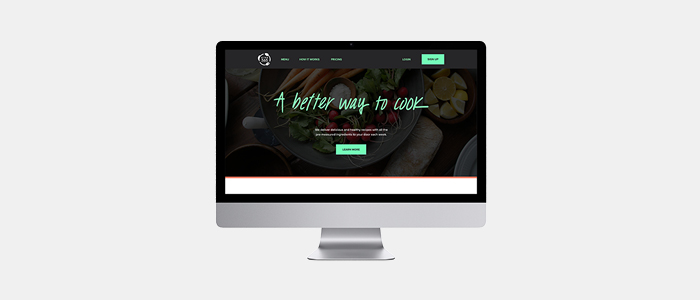 MENU HOW IT WORKS PRICING LOGIN SIGN UP
A better way to cook
We deliver delicious and healthy recipes with all the
pre-measured ingredients to your door each week.
LEARN MORE